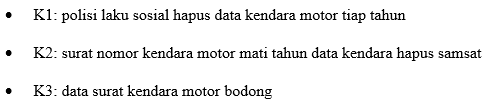 • K1: polisi laku sosial hapus data kendara motor tiap tahun
• K2: surat nomor kendara motor mati tahun data kendara hapus samsat
• K3: data surat kendara motor bodong